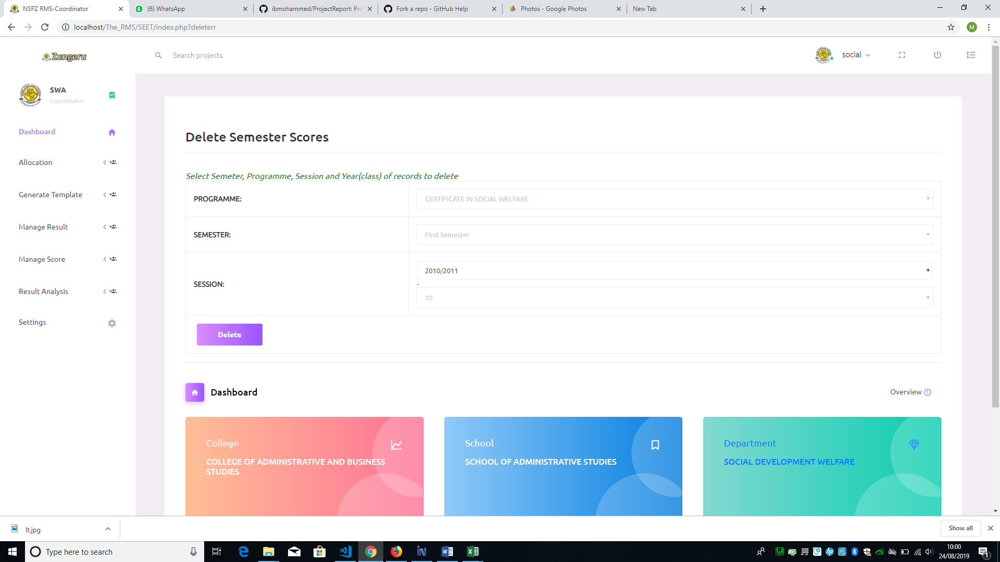 NSPZ RMS-Coordinator
(6) WhatsApp
ibmohammed/ProjectReport: Pro
Fork a repo - GitHub Help
Photos - Google Photos
New Tab
localhost/The_RMS/SEET/index.php?deleterr
M
Zungeru
Search projects
social
SWA
Coordinator
Dashboard
Allocation
Generate Template
Manage Result
Manage Score
Result Analysis
Settings
Delete Semester Scores
Select Semeter, Programme, Session and Year(class) of records to delete
PROGRAMME:
CERTIFICATE IN SOCIAL WELFARE
SEMESTER:
First Semester
SESSION:
2010/2011
-
10
Delete
Dashboard
Overview
College
COLLEGE OF ADMINISTRATIVE AND BUSINESS
STUDIES
School
SCHOOL OF ADMINISTRATIVE STUDIES
Department
SOCIAL DEVELOPMENT WELFARE
lt.jpg
Show all
Type here to search
10:00
24/08/2019
1